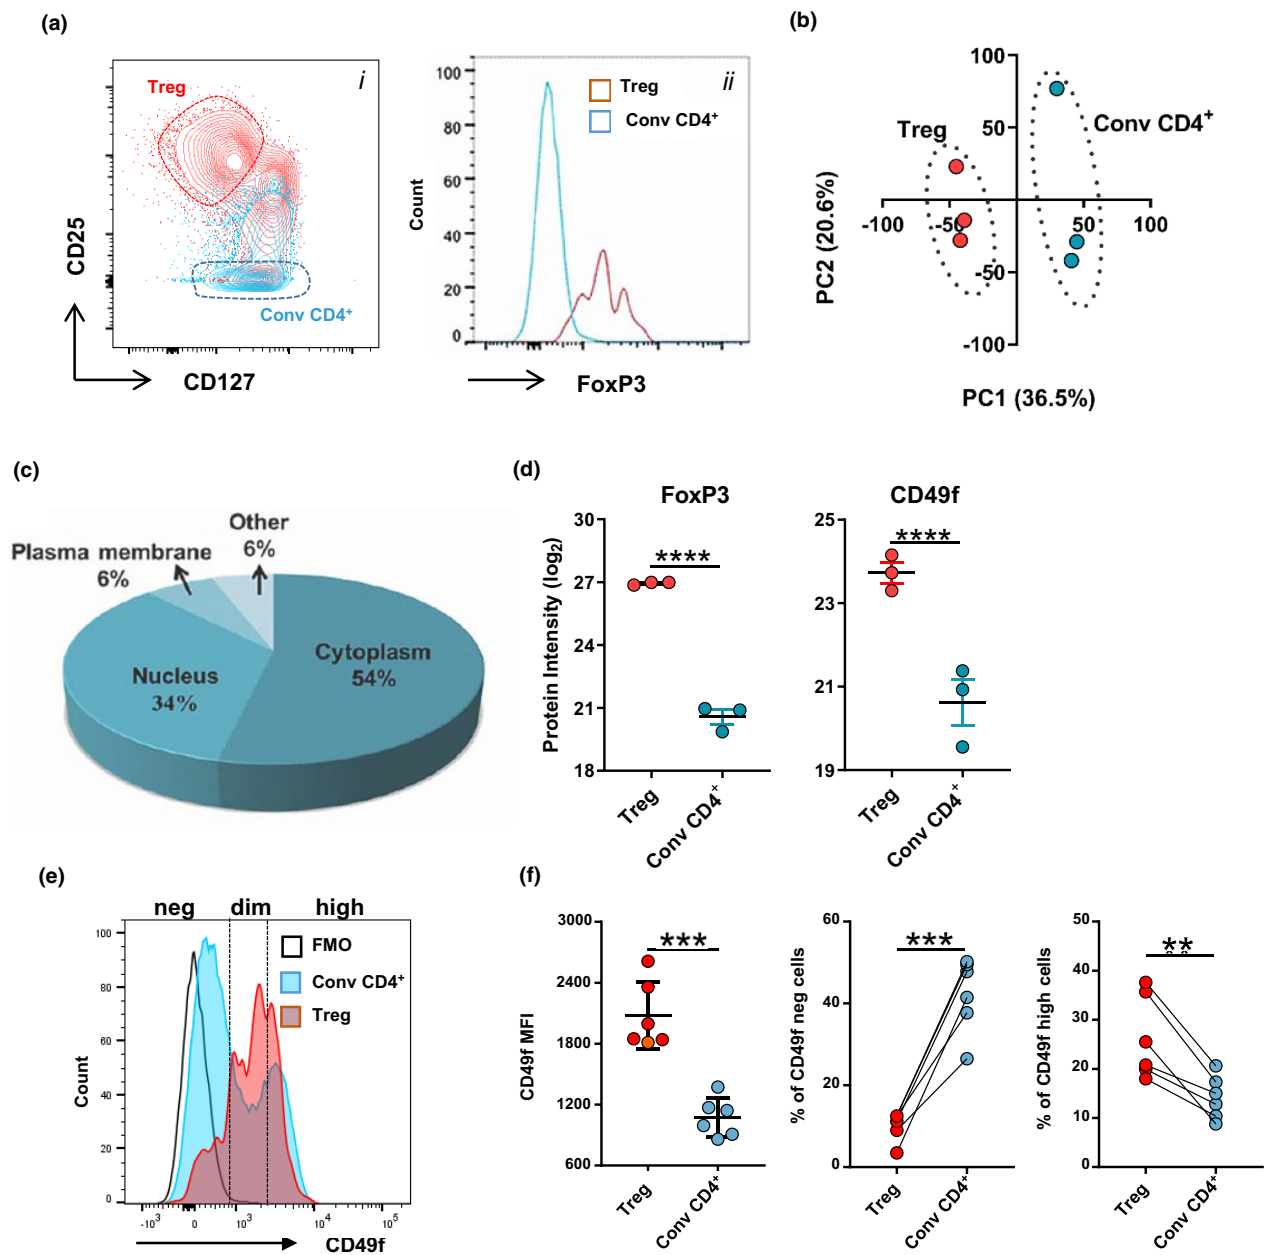 (a)
i
Treg
Conv CD4+
CD25
CD127
ii
Treg
Conv CD4+
100
80
60
40
20
0
Count
FoxP3
(b)
100
50
-50
-100
-100
-50
50
100
Treg
Conv CD4+
PC2 (20.6%)
PC1 (36.5%)
(c)
Other
6%
Plasma membrane
6%
Nucleus
34%
Cytoplasm
54%
(d)
FoxP3
CD49f
Protein Intensity (log2)
30
27
24
21
18
****
Treg
Conv CD4+
25
23
21
19
****
Treg
Conv CD4+
(e)
neg dim high
FMO
Conv CD4+
Treg
Count
100
80
60
40
20
0
-10³ 0 10³ 10⁴ 10⁵
CD49f
(f)
CD49f MFI
3000
2400
1800
1200
600
***
Treg
Conv CD4+
% of CD49f neg cells
60
40
20
0
***
Treg
Conv CD4+
% of CD49f high cells
50
40
30
20
10
0
**
Treg
Conv CD4+